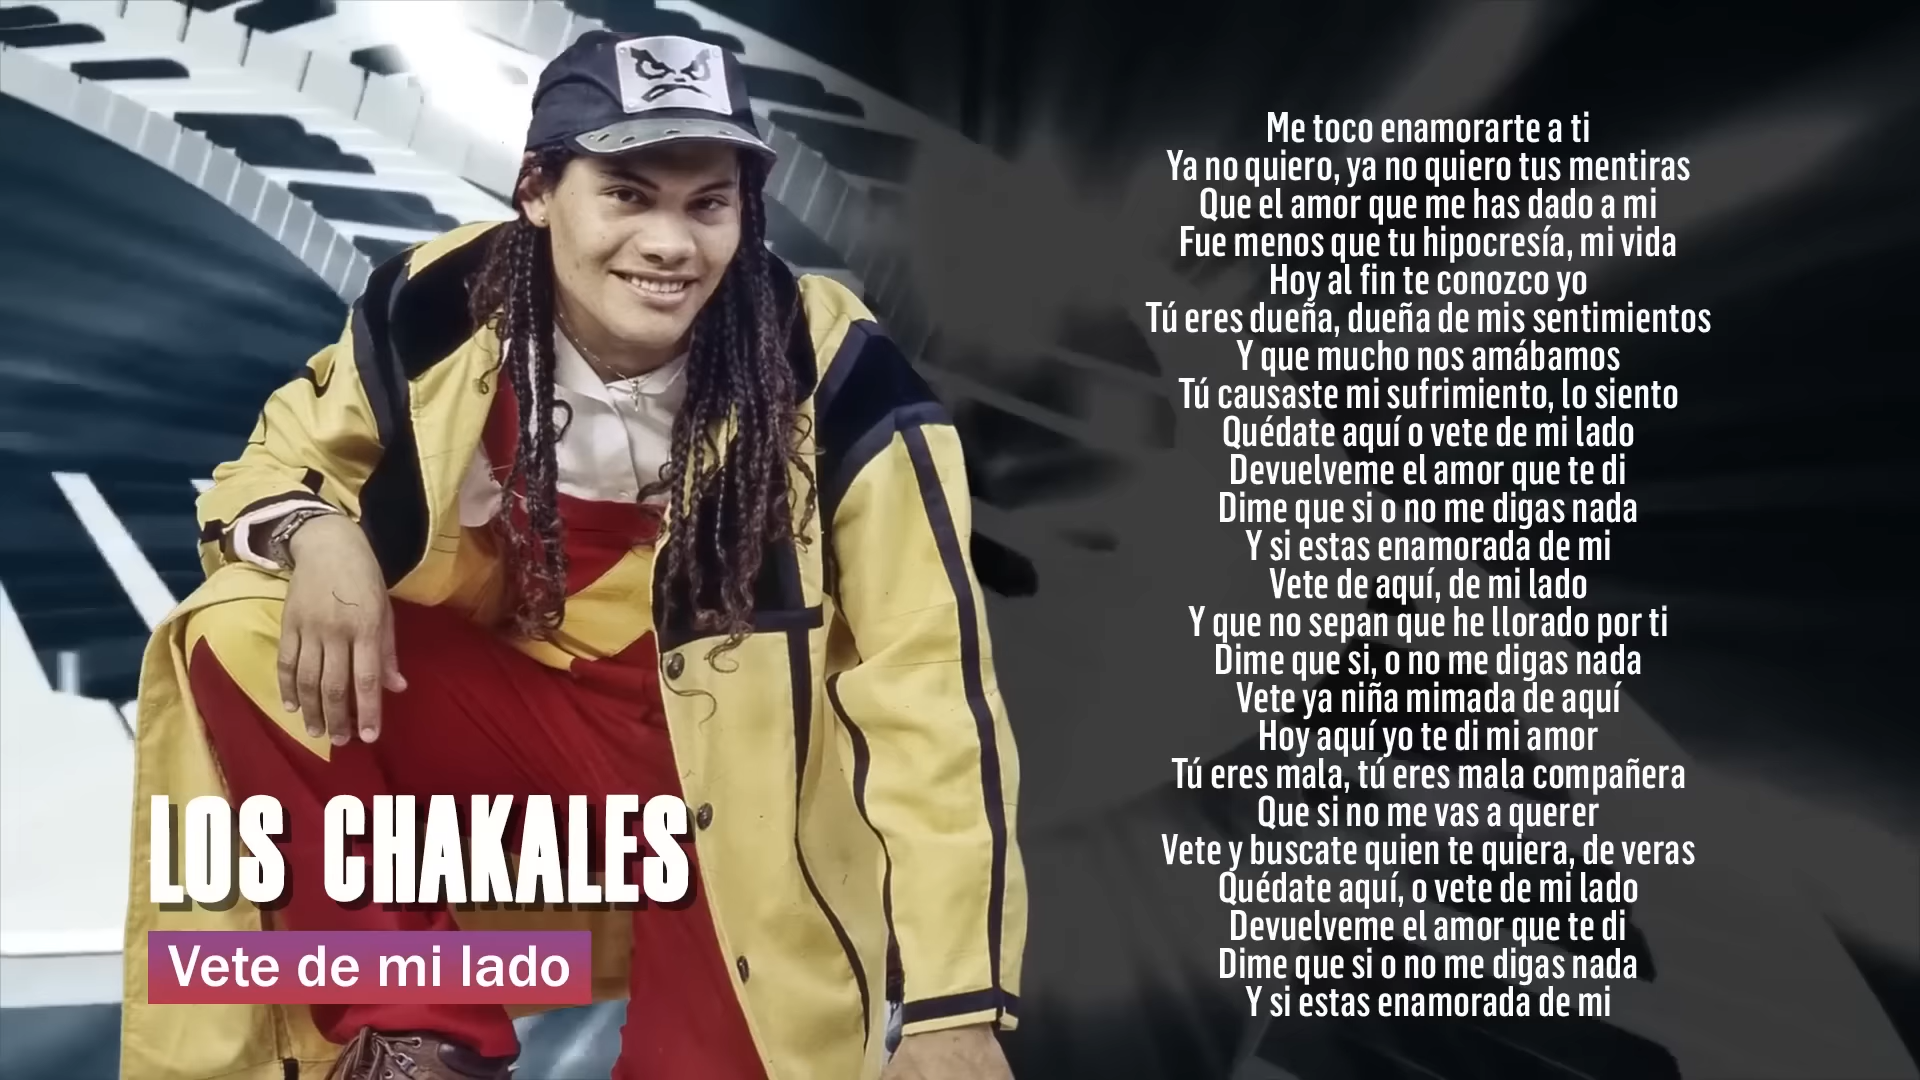 Me toco enamorarte a ti
Ya no quiero, ya no quiero tus mentiras
Que el amor que me has dado a mi
Fue menos que tu hipocresía, mi vida
Hoy al fin te conozco yo
Tú eres dueña, dueña de mis sentimientos
Y que mucho nos amábamos
Tú causaste mi sufrimiento, lo siento
Quédate aquí o vete de mi lado
Devuelveme el amor que te di
Dime que si o no me digas nada
Y si estas enamorada de mi
Vete de aquí, de mi lado
Y que no sepan que he llorado por ti
Dime que si, o no me digas nada
Vete ya niña mimada de aquí
Hoy aquí yo te di mi amor
Tú eres mala, tú eres mala compañera
Que si no me vas a querer
Vete y buscate quien te quiera, de veras
Quédate aquí, o vete de mi lado
Devuelveme el amor que te di
Dime que si o no me digas nada
Y si estas enamorada de mi
LOS CHAKALES
Vete de mi lado